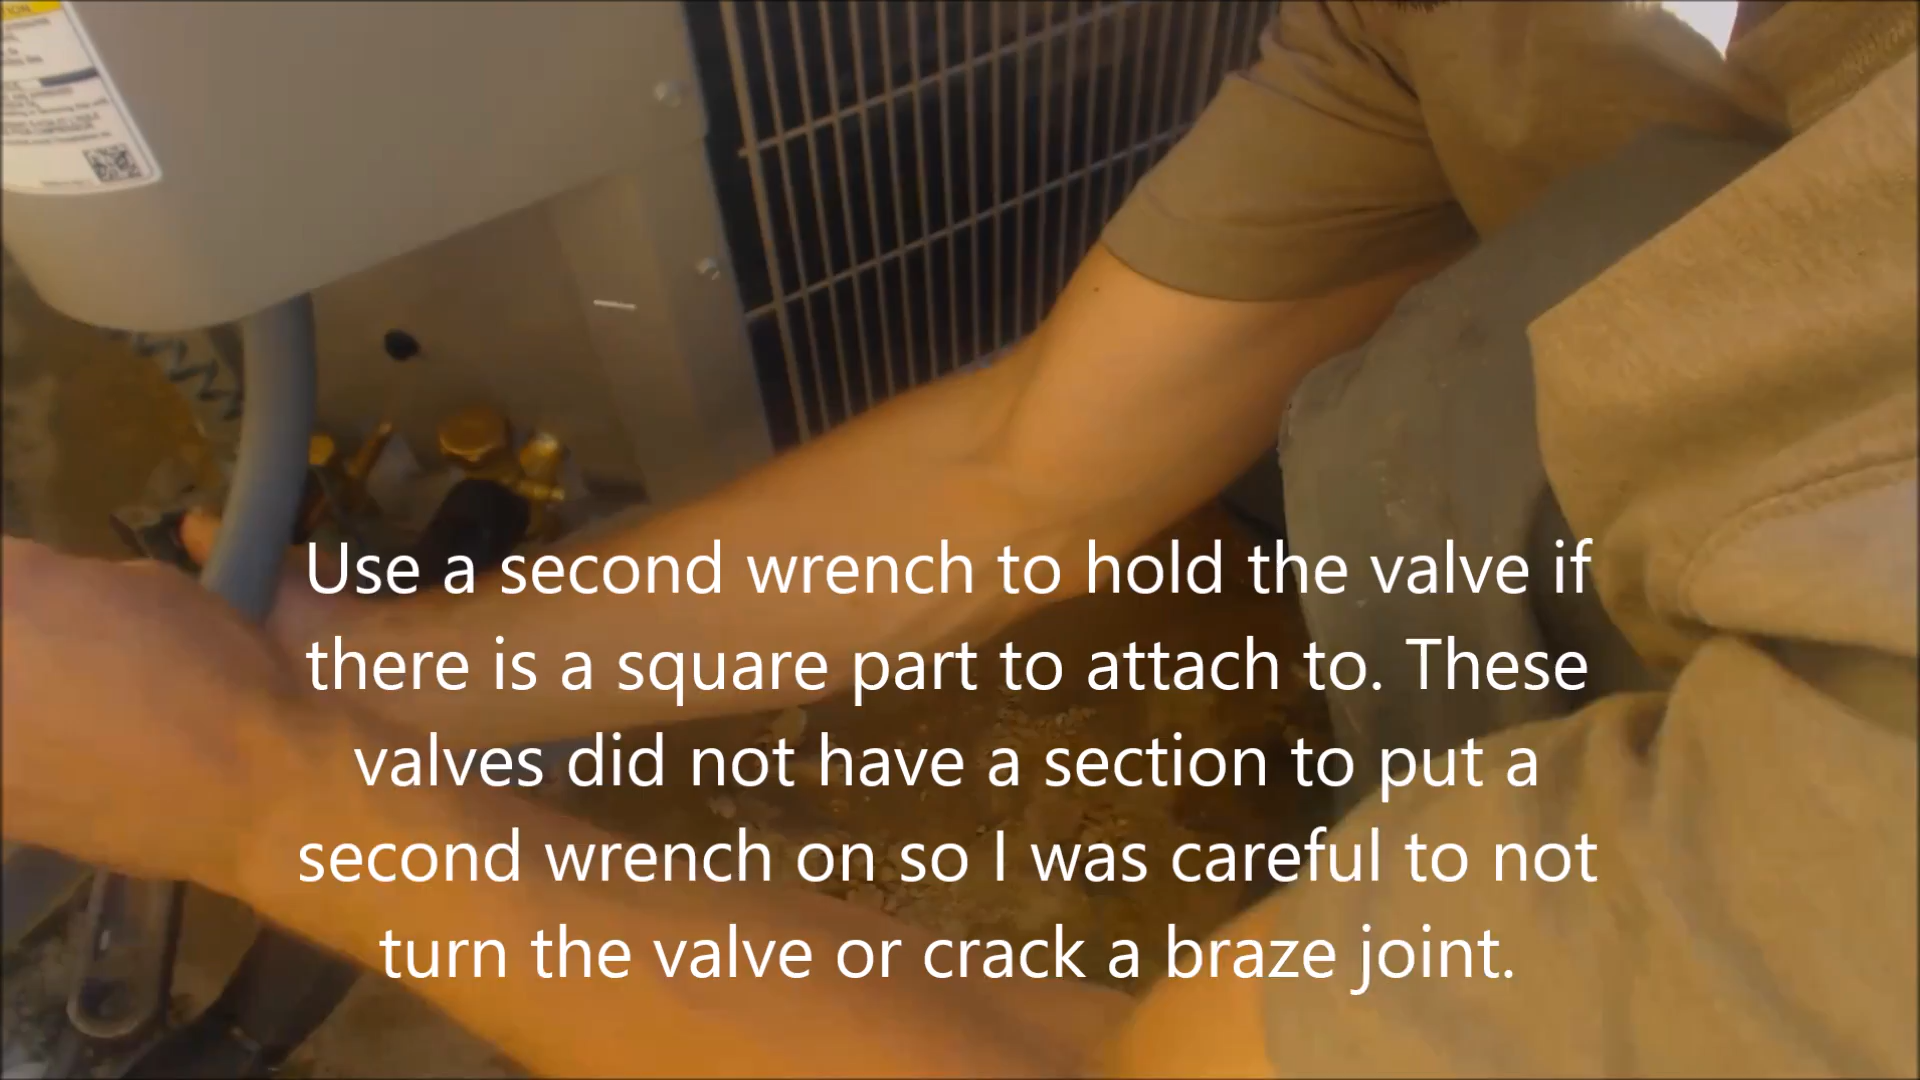 Use a second wrench to hold the valve if
there is a square part to attach to. These
valves did not have a section to put a
second wrench on so I was careful to not
turn the valve or crack a braze joint.